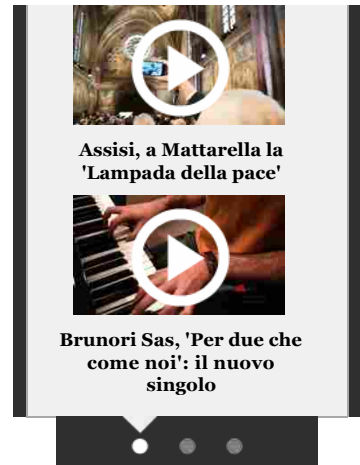 Assisi, a Mattarella la
'Lampada della pace'
Brunori Sas, 'Per due che
come noi': il nuovo
singolo